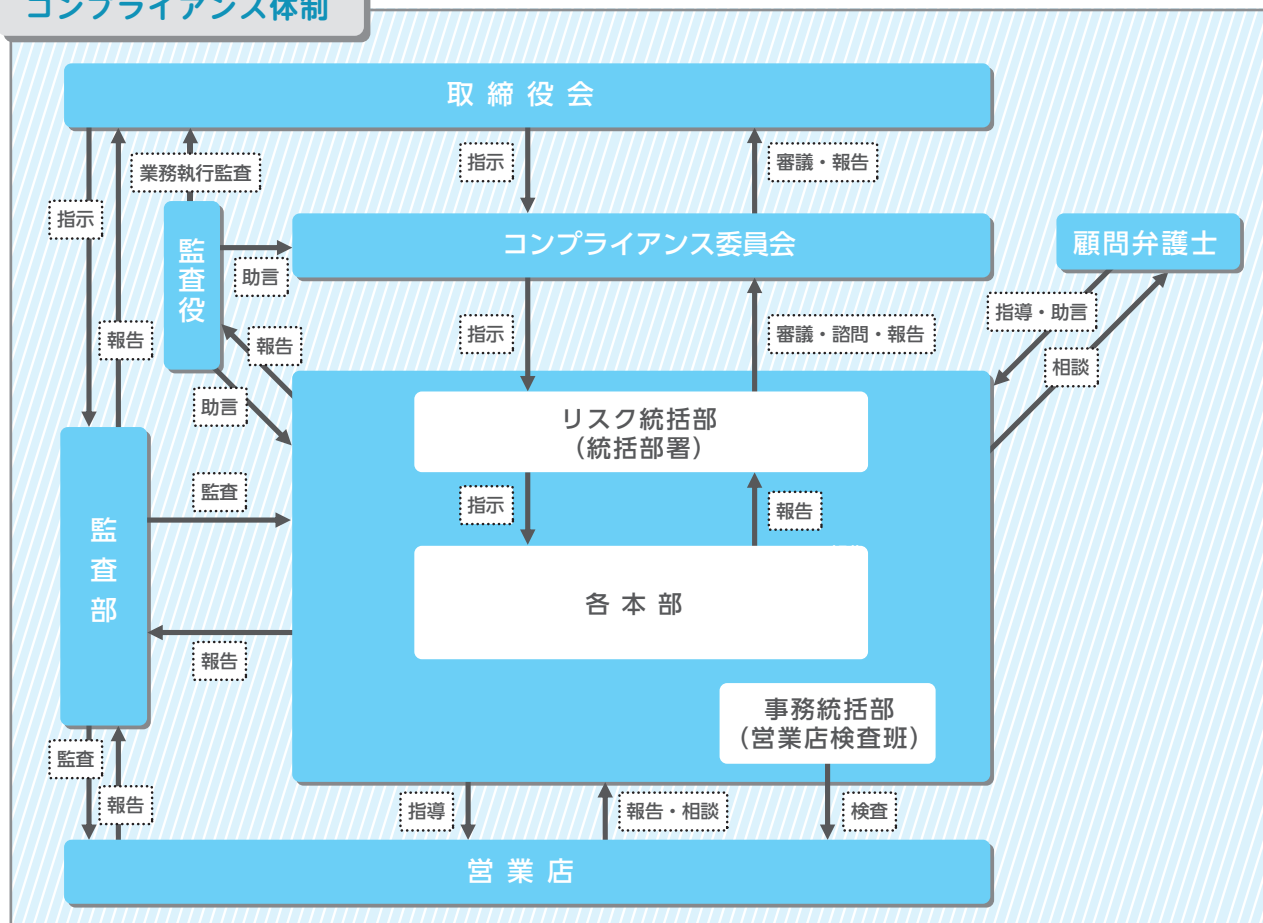 コンプライアンス体制
取締役会
業務執行監査
指示
審議・報告
指示
監査役
コンプライアンス委員会
顧問弁護士
助言
指導・助言
報告
報告
指示
審議・諮問・報告
相談
助言
リスク統括部
（統括部署）
監査
指示
報告
監査部
各本部
報告
事務統括部
（営業店検査班）
監査
報告
指導
報告・相談
検査
営業店